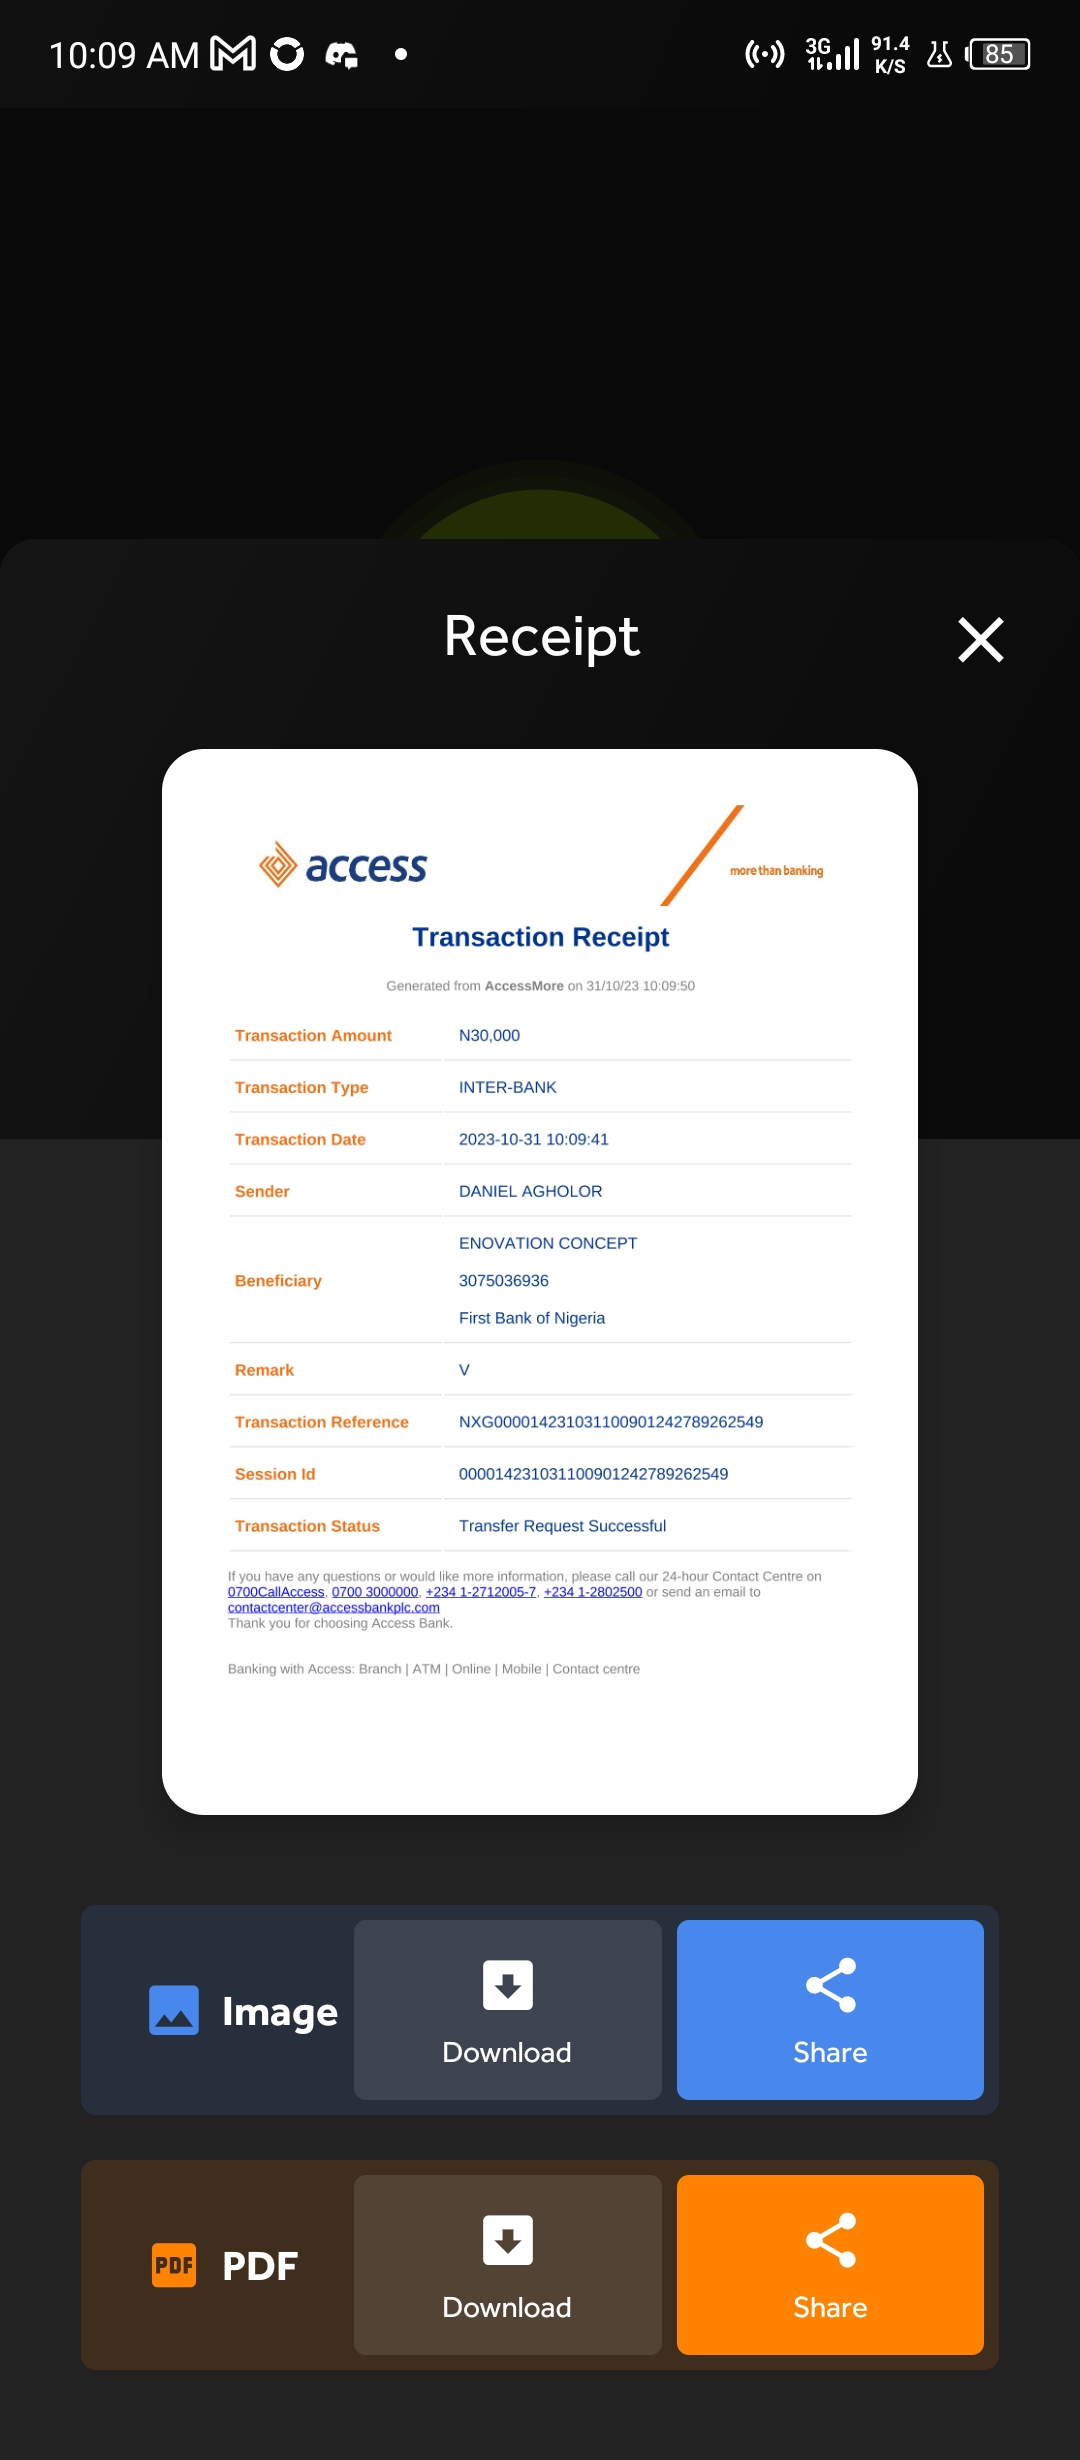 10:09 AM 3G 91.4 K/S 85
Receipt
access
more than banking
Transaction Receipt
Generated from AccessMore on 31/10/23 10:09:50
Transaction Amount N30,000
Transaction Type INTER-BANK
Transaction Date 2023-10-31 10:09:41
Sender DANIEL AGHOLOR
ENOVATION CONCEPT
Beneficiary 3075036936
First Bank of Nigeria
Remark V
Transaction Reference NXG000014231031100901242789262549
Session Id 000014231031100901242789262549
Transaction Status Transfer Request Successful
If you have any questions or would like more information, please call our 24-hour Contact Centre on
0700CallAccess, 0700 3000000, +234 1-2712005-7, +234 1-2802500 or send an email to
contactcenter@accessbankplc.com
Thank you for choosing Access Bank.
Banking with Access: Branch | ATM | Online | Mobile | Contact centre
Image
Download
Share
PDF PDF
Download
Share